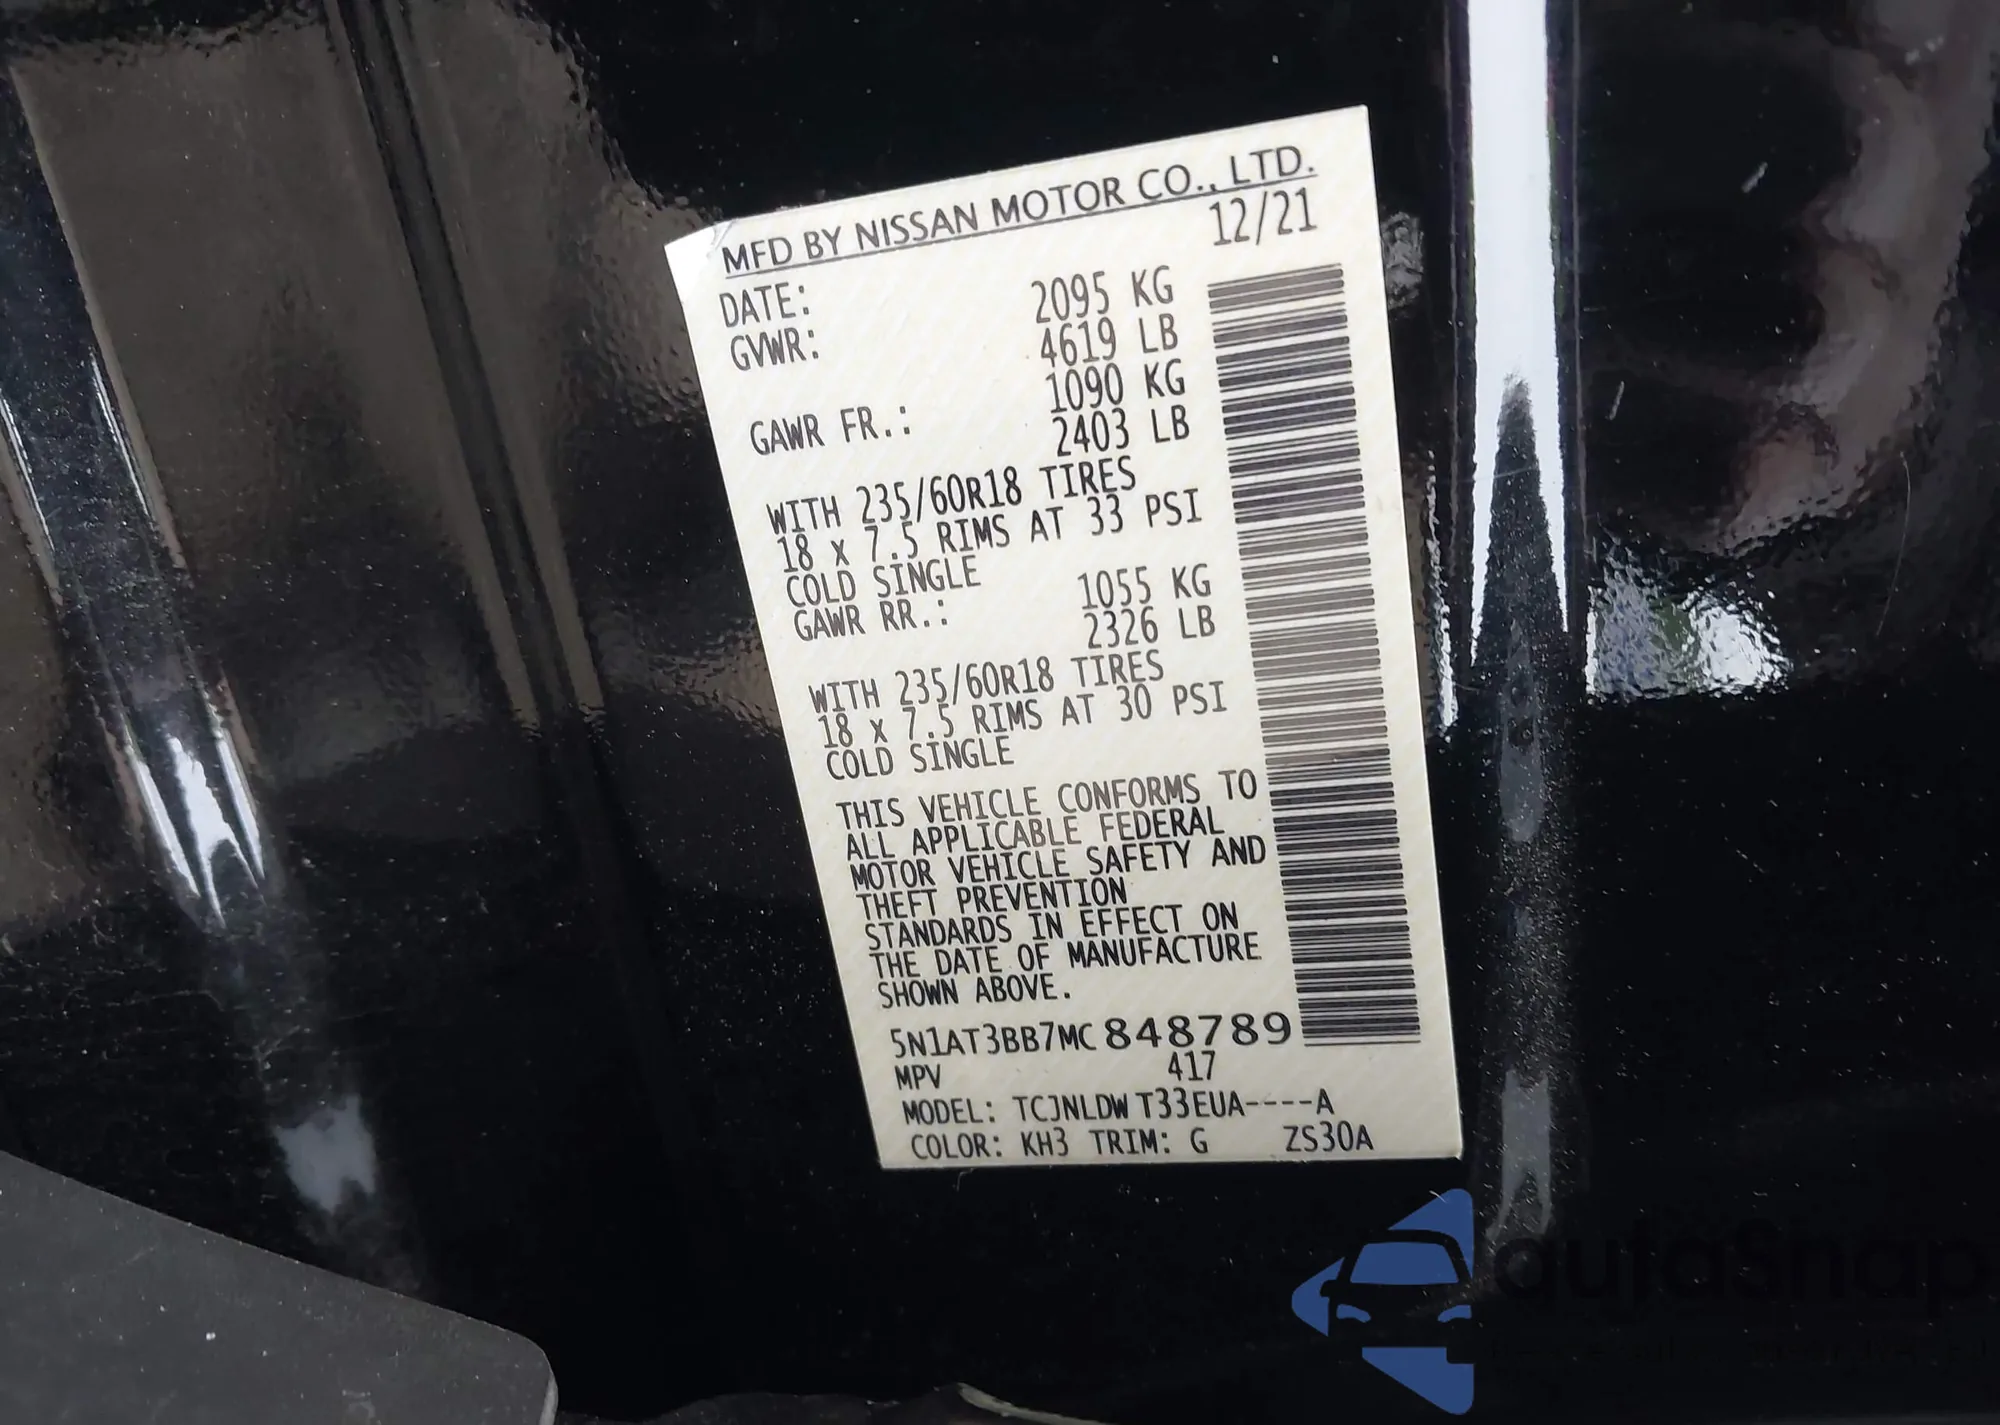 MFD BY NISSAN MOTOR CO., LTD.
DATE: 12/21
GVWR: 2095 KG
4619 LB
GAWR FR.: 1090 KG
2403 LB
WITH 235/60R18 TIRES
18 x 7.5 RIMS AT 33 PSI
COLD SINGLE
GAWR RR.: 1055 KG
2326 LB
WITH 235/60R18 TIRES
18 x 7.5 RIMS AT 30 PSI
COLD SINGLE
THIS VEHICLE CONFORMS TO
ALL APPLICABLE FEDERAL
MOTOR VEHICLE SAFETY AND
THEFT PREVENTION
STANDARDS IN EFFECT ON
THE DATE OF MANUFACTURE
SHOWN ABOVE.
5N1AT3BB7MC848789
MPV 417
MODEL: TCJNLDW T33EUA----A
COLOR: KH3 TRIM: G ZS30A
autosnap